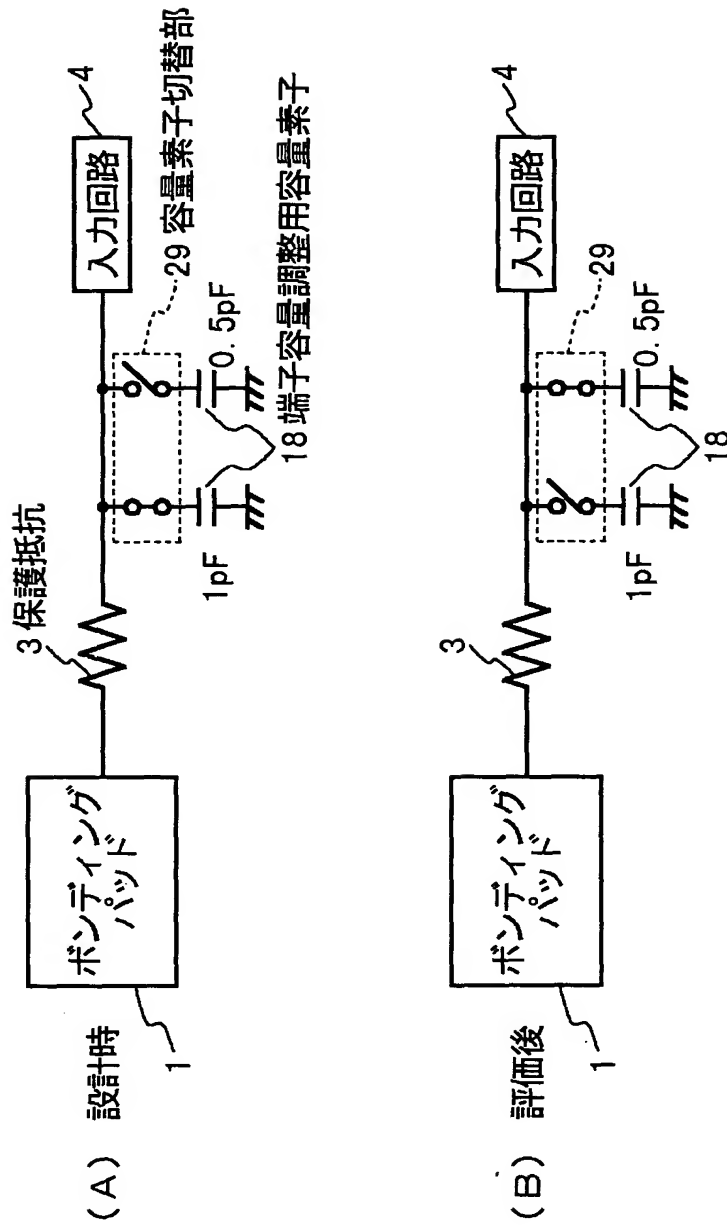 (A) 設計時
1
ボンディング
パッド
3 保護抵抗
1pF
0.5pF
18 端子容量調整用容量素子
29 容量素子切替部
入力回路
4
(B) 評価後
1
ボンディング
パッド
3
1pF
0.5pF
18
29
入力回路
4